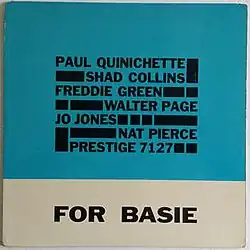 PAUL QUINICHETTE
SHAD COLLINS
FREDDIE GREEN
WALTER PAGE
JO JONES
NAT PIERCE
PRESTIGE 7127
FOR BASIE